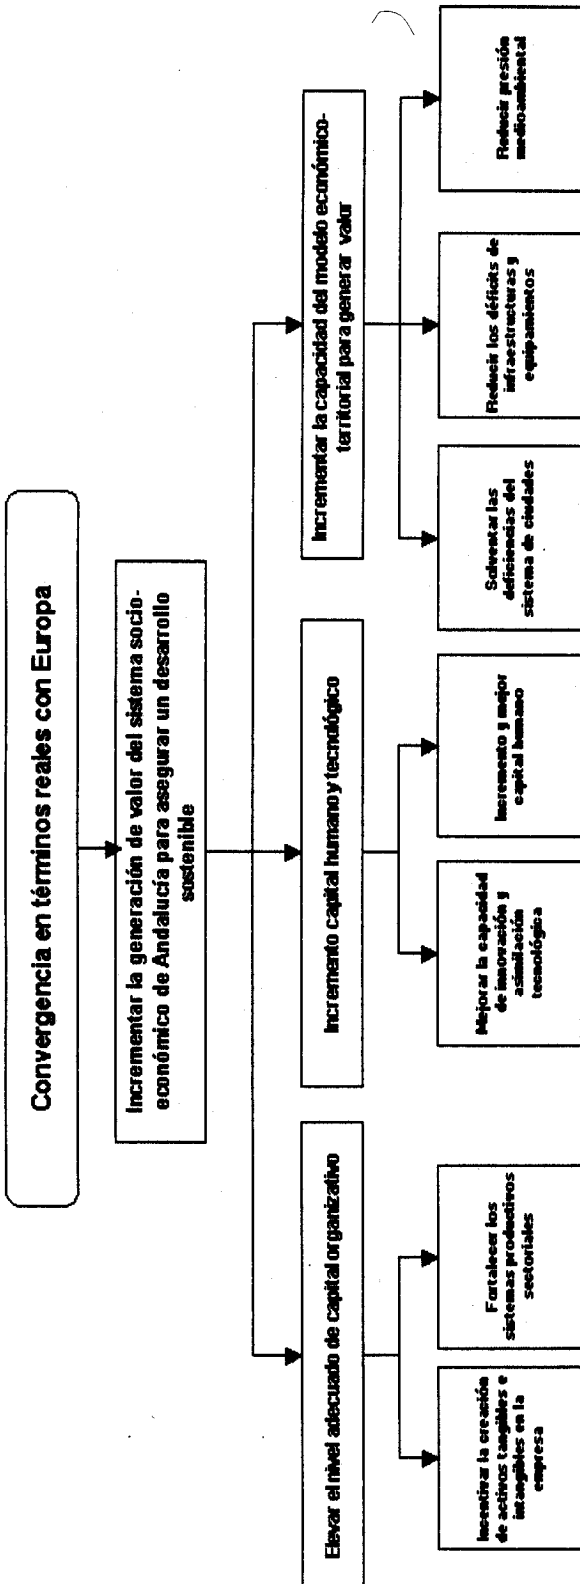 Convergencia en términos reales con Europa
Incrementar la generación de valor del sistema socio-
económico de Andalucía para asegurar un desarrollo
sostenible
Elevar el nivel adecuado de capital organizativo
Incremento capital humano y tecnológico
Incrementar la capacidad del modelo económico-
territorial para generar valor
Incentivar la creación
de activos tangibles e
intangibles en la
empresa
Fortalecer los
sistemas productivos
sectoriales
Mejorar la capacidad
de innovación y
asimilación
tecnológica
Incremento y mejor
capital humano
Solventar las
deficiencias del
sistema de ciudades
Reducir los déficits de
infraestructuras y
equipamientos
Reducir presión
medioambiental